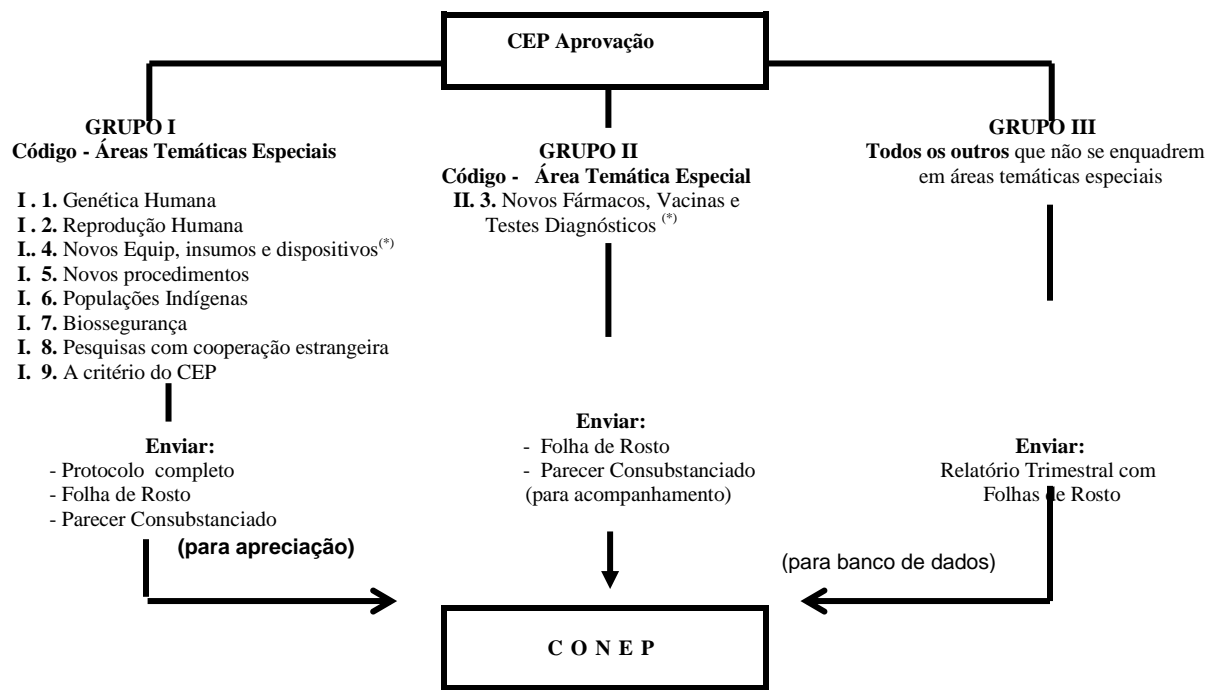 CEP Aprovação
GRUPO I
Código - Áreas Temáticas Especiais
I . 1. Genética Humana
I . 2. Reprodução Humana
I.. 4. Novos Equip, insumos e dispositivos(*)
I. 5. Novos procedimentos
I. 6. Populações Indígenas
I. 7. Biossegurança
I. 8. Pesquisas com cooperação estrangeira
I. 9. A critério do CEP
Enviar:
- Protocolo completo
- Folha de Rosto
- Parecer Consubstanciado
(para apreciação)
GRUPO II
Código - Área Temática Especial
II. 3. Novos Fármacos, Vacinas e
Testes Diagnósticos (*)
Enviar:
- Folha de Rosto
- Parecer Consubstanciado
(para acompanhamento)
GRUPO III
Todos os outros que não se enquadrem
em áreas temáticas especiais
Enviar:
Relatório Trimestral com
Folhas de Rosto
(para banco de dados)
C O N E P